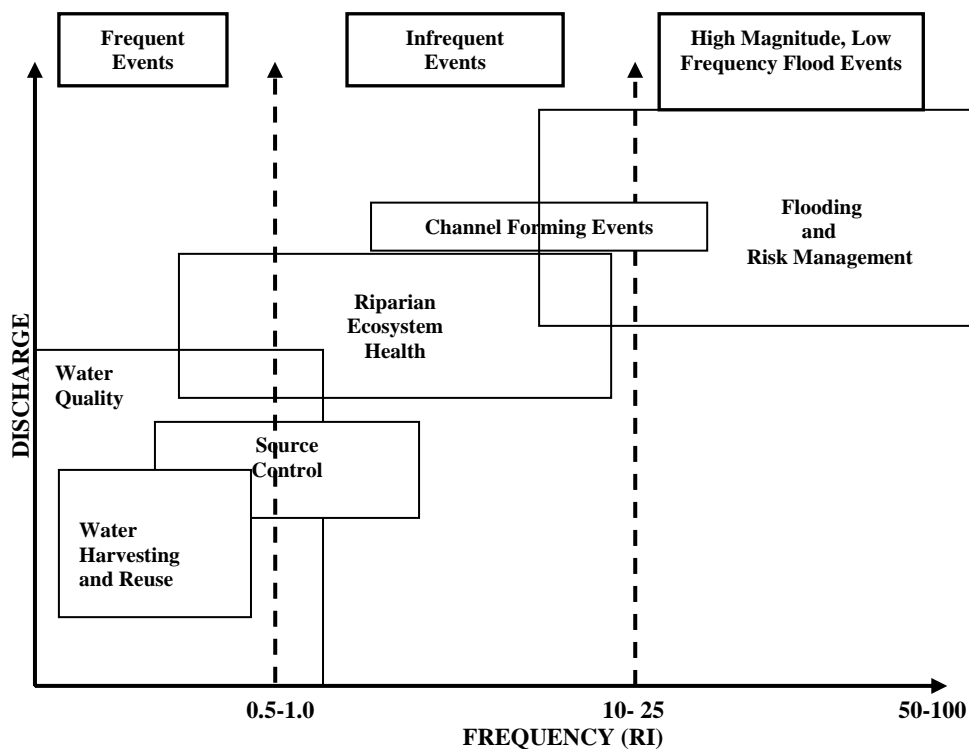 Frequent
Events
Infrequent
Events
High Magnitude, Low
Frequency Flood Events
Channel Forming Events
Flooding
and
Risk Management
Riparian
Ecosystem
Health
Water
Quality
Source
Control
Water
Harvesting
and Reuse
DISCHARGE
0.5-1.0
10- 25
50-100
FREQUENCY (RI)